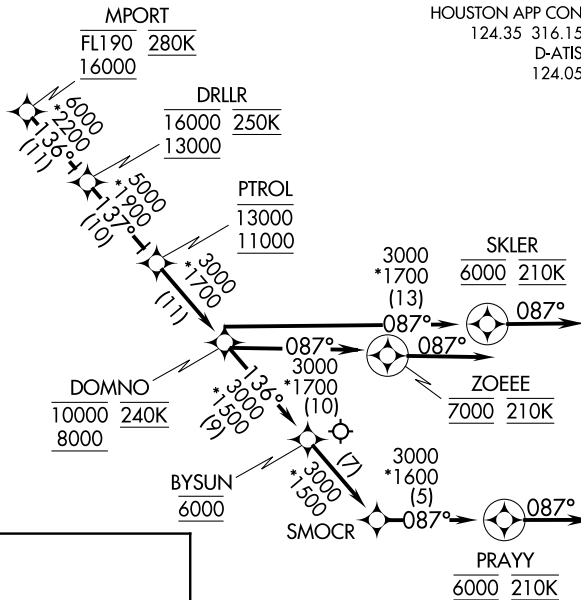 MPORT
FL190 280K
16000
HOUSTON APP CON
124.35 316.15
D-ATIS
124.05
6000
*2200
136°
(11)
DRLLR
16000 250K
13000
5000
*1900
137°
(10)
PTROL
13000
11000
3000
*1700
(11)
3000
*1700
(13)
087°
SKLER
6000 210K
087°
DOMNO
10000 240K
8000
087°
3000
*1700
(10)
087°
ZOEEE
7000 210K
136°
3000
*1500
(9)
BYSUN
6000
(7)
3000
*1500
SMOCR
3000
*1600
(5)
087°
087°
PRAYY
6000 210K